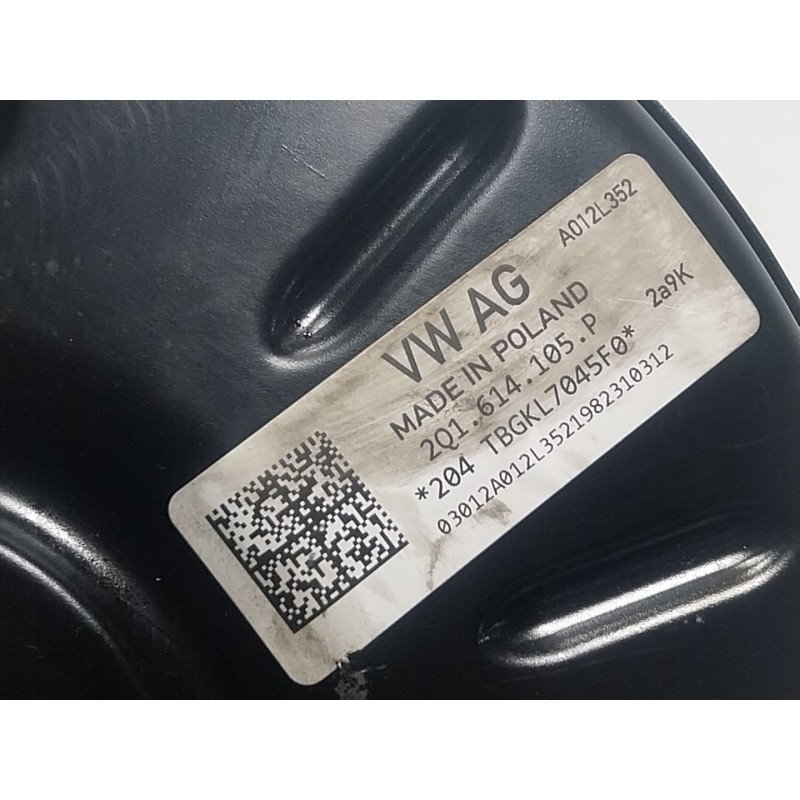 A012L352
VW AG
MADE IN POLAND
2Q1.614.105.P
2a9K
*204 TBGKL7045F0*
03012A012L3521982310312